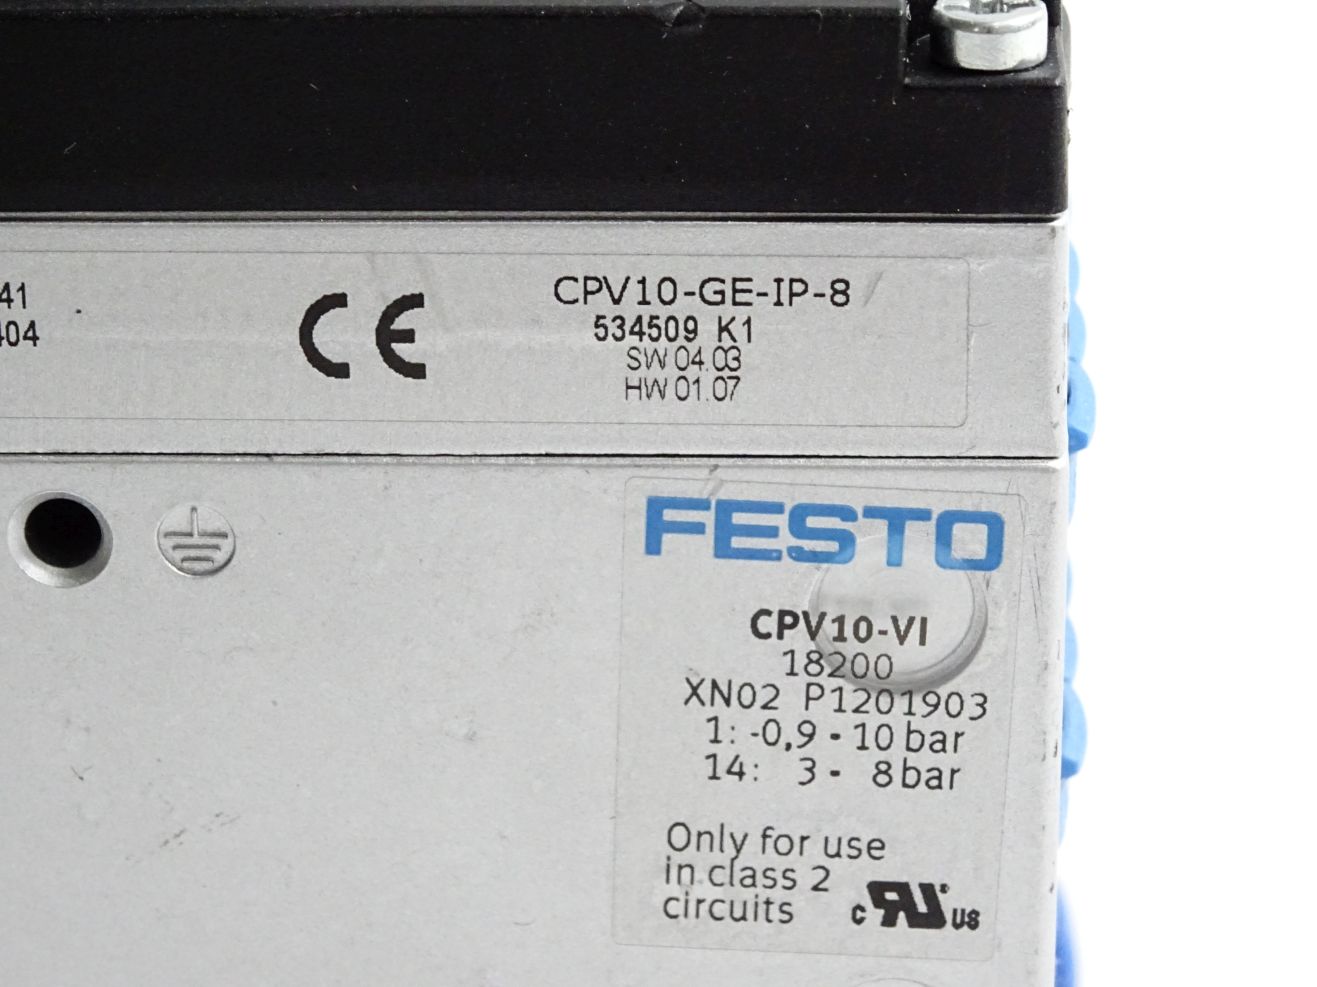 41
404
CE
CPV10-GE-IP-8
534509 K1
SW 04.03
HW 01.07
FESTO
CPV10-VI
18200
XN02 P1201903
1: -0,9 - 10 bar
14: 3 - 8 bar
Only for use
in class 2
circuits
c RU US